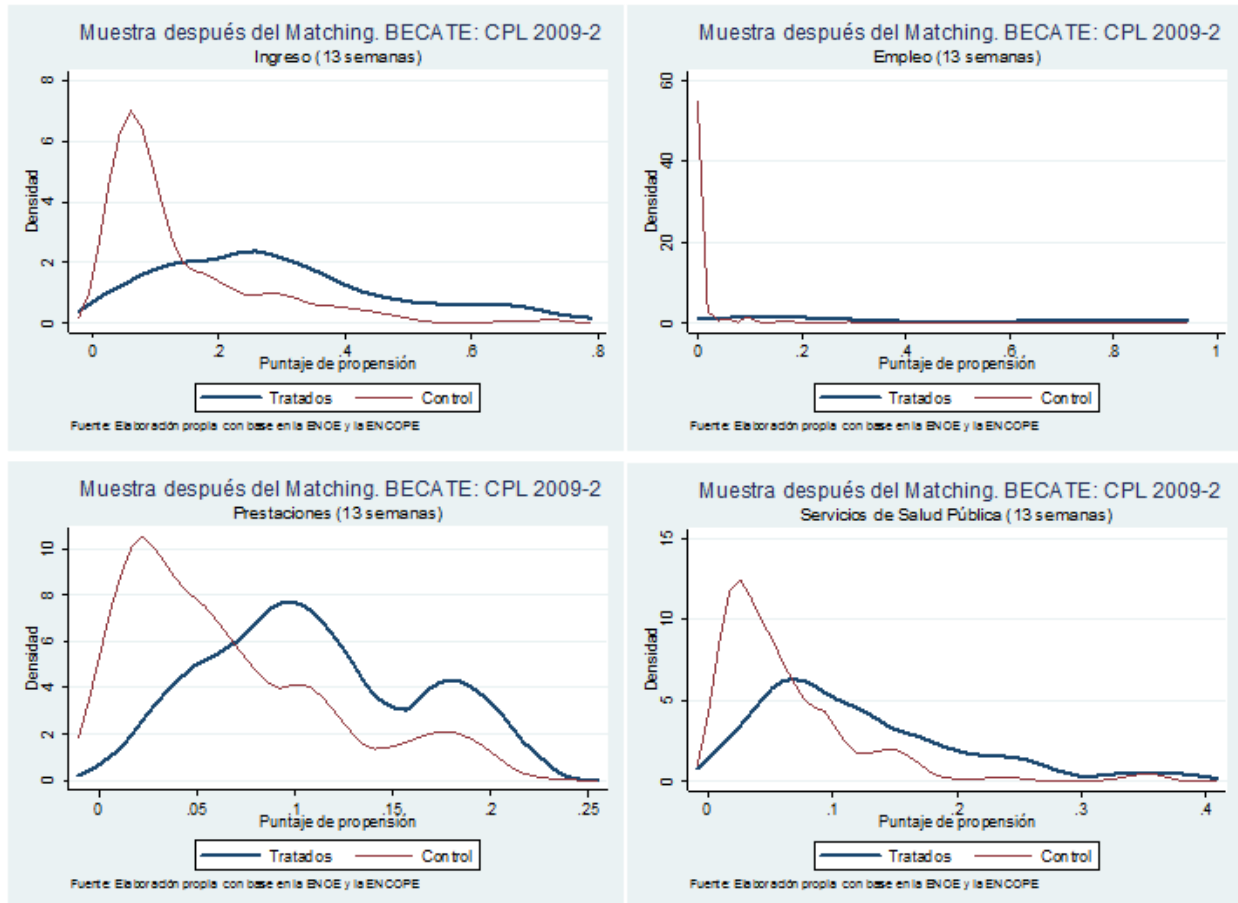 Muestra después del Matching. BECATE: CPL 2009-2
Ingreso (13 semanas)
8
6
4
2
0
Densidad
0 .2 .4 .6 .8
Puntaje de propensión
Tratados Control
Fuente: Elaboración propia con base en la ENOE y la ENCOPE
Muestra después del Matching. BECATE: CPL 2009-2
Empleo (13 semanas)
60
40
20
0
Densidad
0 .2 .4 .6 .8 1
Puntaje de propensión
Tratados Control
Fuente: Elaboración propia con base en la ENOE y la ENCOPE
Muestra después del Matching. BECATE: CPL 2009-2
Prestaciones (13 semanas)
10
8
6
4
2
0
Densidad
0 .05 .1 .15 .2 .25
Puntaje de propensión
Tratados Control
Fuente: Elaboración propia con base en la ENOE y la ENCOPE
Muestra después del Matching. BECATE: CPL 2009-2
Servicios de Salud Pública (13 semanas)
15
10
5
0
Densidad
0 .1 .2 .3 .4
Puntaje de propensión
Tratados Control
Fuente: Elaboración propia con base en la ENOE y la ENCOPE